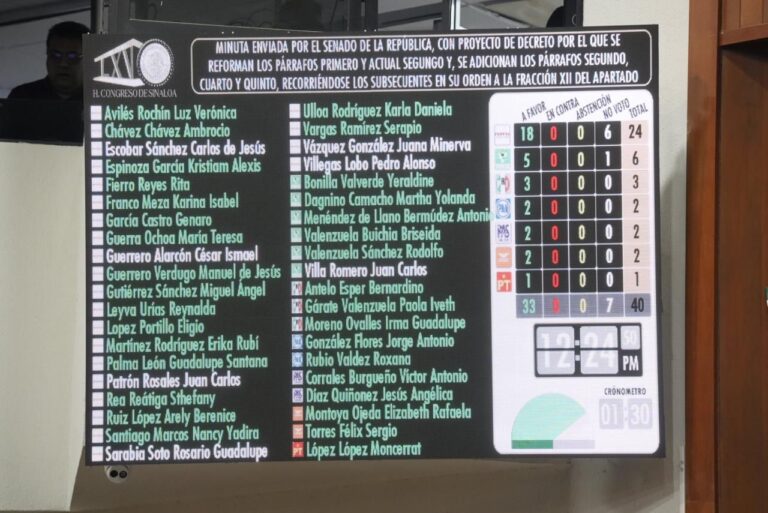 H. CONGRESO DE SINALOA
MINUTA ENVIADA POR EL SENADO DE LA REPÚBLICA, CON PROYECTO DE DECRETO POR EL QUE SE
REFORMAN LOS PÁRRAFOS PRIMERO Y ACTUAL SEGUNGO Y, SE ADICIONAN LOS PÁRRAFOS SEGUNDO,
CUARTO Y QUINTO, RECORRIÉNDOSE LOS SUBSECUENTES EN SU ORDEN A LA FRACCIÓN XII DEL APARTADO
Avilés Rochín Luz Verónica
Chávez Chávez Ambrocio
Escobar Sánchez Carlos de Jesús
Espinoza García Kristiam Alexis
Fierro Reyes Rita
Franco Meza Karina Isabel
García Castro Genaro
Guerra Ochoa María Teresa
Guerrero Alarcón César Ismael
Guerrero Verdugo Manuel de Jesús
Gutiérrez Sánchez Miguel Ángel
Leyva Urías Reynalda
Lopez Portillo Eligio
Martinez Rodríguez Erika Rubí
Palma León Guadalupe Santana
Patrón Rosales Juan Carlos
Rea Reátiga Sthefany
Ruiz López Arely Berenice
Santiago Marcos Nancy Yadira
Sarabia Soto Rosario Guadalupe
Ulloa Rodríguez Karla Daniela
Vargas Ramírez Serapio
Vázquez González Juana Minerva
Villegas Lobo Pedro Alonso
Bonilla Valverde Yeraldine
Dagnino Camacho Martha Yolanda
Menéndez de Llano Bermúdez Antonio
Valenzuela Buichia Briseida
Valenzuela Sánchez Rodolfo
Villa Romero Juan Carlos
Antelo Esper Bernardino
Gárate Valenzuela Paola Iveth
Moreno Ovalles Irma Guadalupe
González Flores Jorge Antonio
Rubio Valdez Roxana
Corrales Burgueño Víctor Antonio
Díaz Quiñonez Jesús Angélica
Montoya Ojeda Elizabeth Rafaela
Torres Félix Sergio
PT López López Moncerrat
A FAVOR EN CONTRA ABSTENCIÓN NO VOTO TOTAL
18 0 0 6 24
5 0 0 1 6
3 0 0 0 3
PAN 2 0 0 0 2
PAS 2 0 0 0 2
2 0 0 0 2
PT 1 0 0 0 1
33 0 0 7 40
12:24 PM
CRÓNOMETRO
01:30